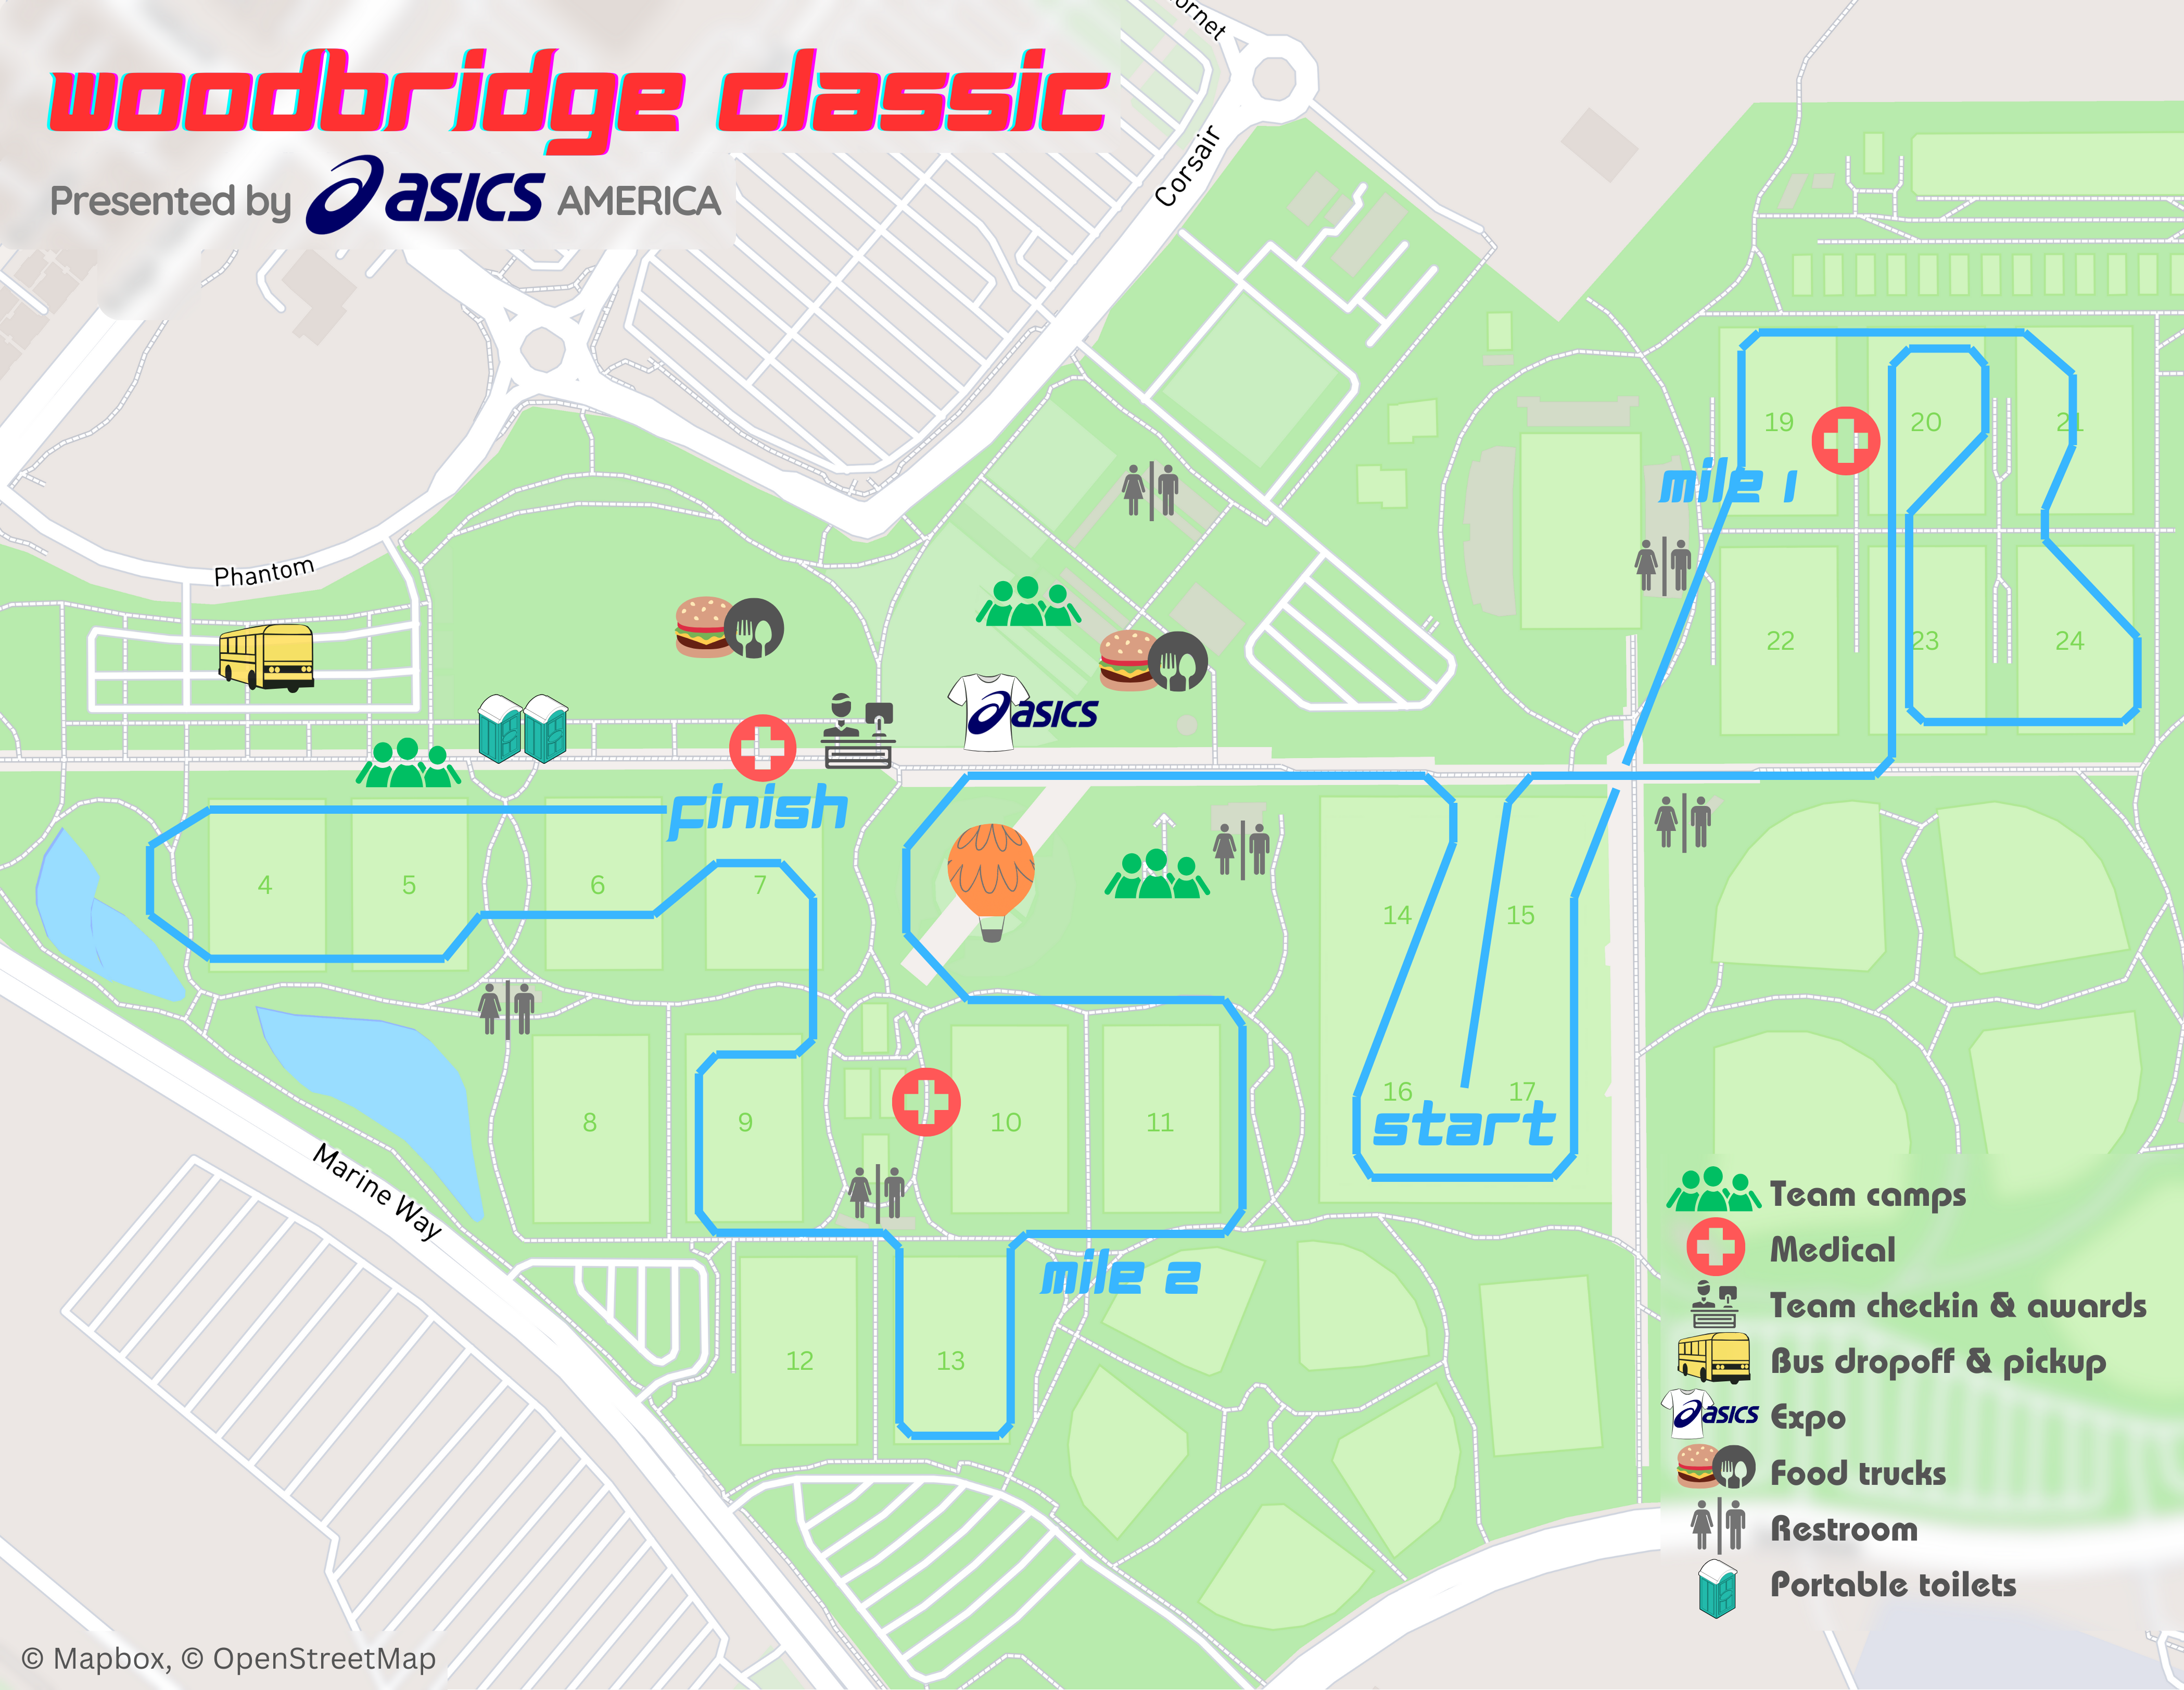 woodbridge classic
Presented by asics AMERICA
ornet
Corsair
Phantom
19
20
21
mile 1
22
23
24
asics
finish
4
5
6
7
14
15
16
17
start
8
9
10
11
Marine Way
mile 2
12
13
Team camps
Medical
Team checkin & awards
Bus dropoff & pickup
asics Expo
Food trucks
Restroom
Portable toilets
© Mapbox, © OpenStreetMap